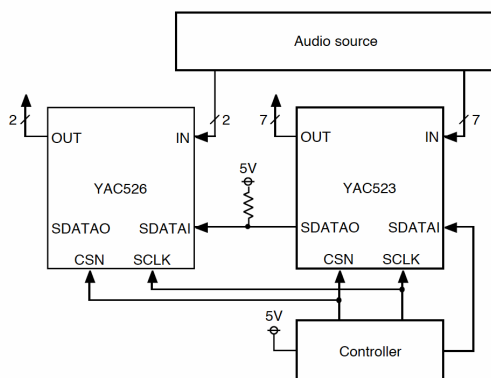 Audio source
2
2
7
7
OUT
IN
OUT
IN
YAC526
5V
YAC523
SDATAO
SDATAI
SDATAO
SDATAI
CSN
SCLK
CSN
SCLK
5V
Controller